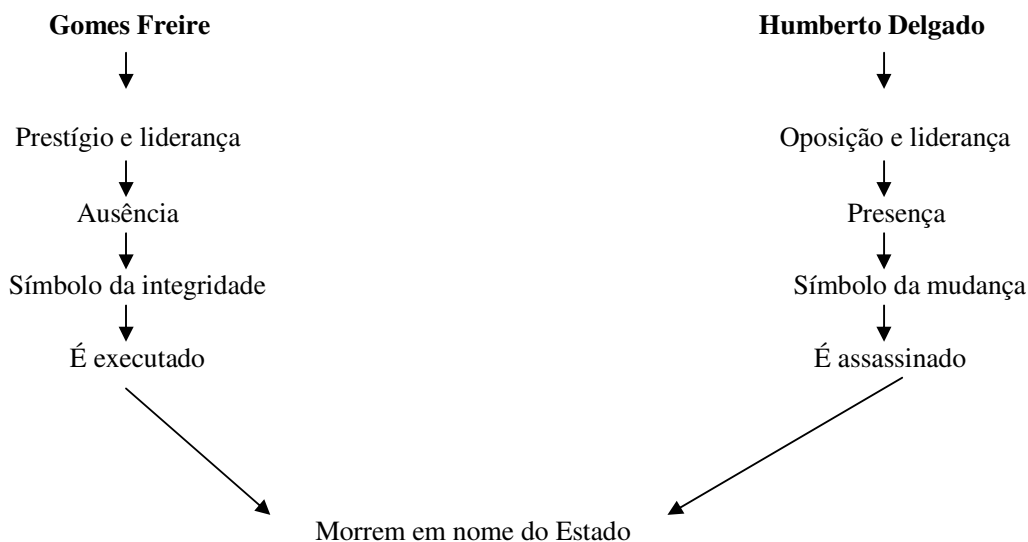 Gomes Freire
Humberto Delgado
Prestígio e liderança
Oposição e liderança
Ausência
Presença
Símbolo da integridade
Símbolo da mudança
É executado
É assassinado
Morrem em nome do Estado